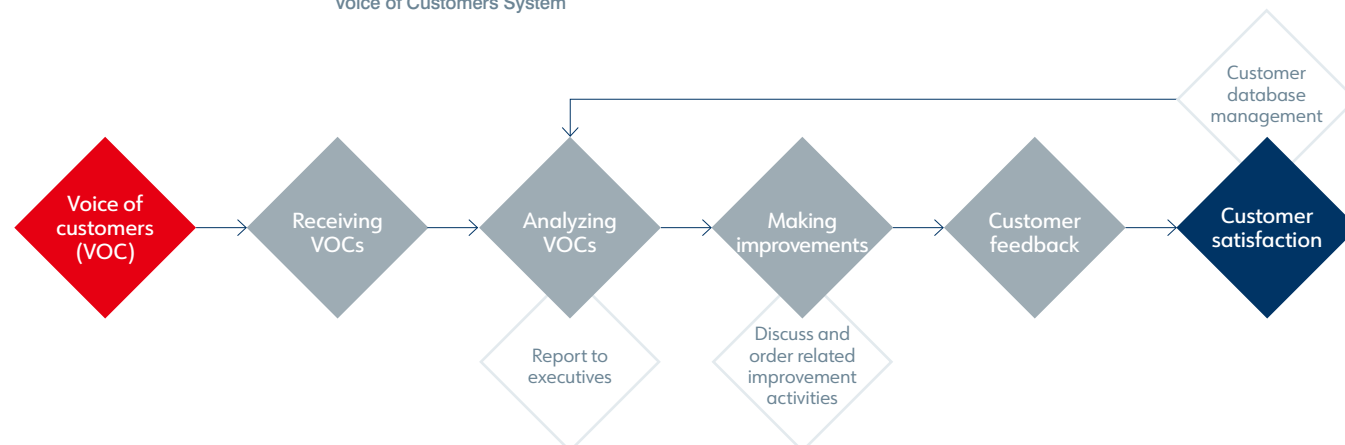 Voice of Customers System
Customer
database
management
Voice of
customers
(VOC)
Receiving
VOCs
Analyzing
VOCs
Making
improvements
Customer
feedback
Customer
satisfaction
Report to
executives
Discuss and
order related
improvement
activities